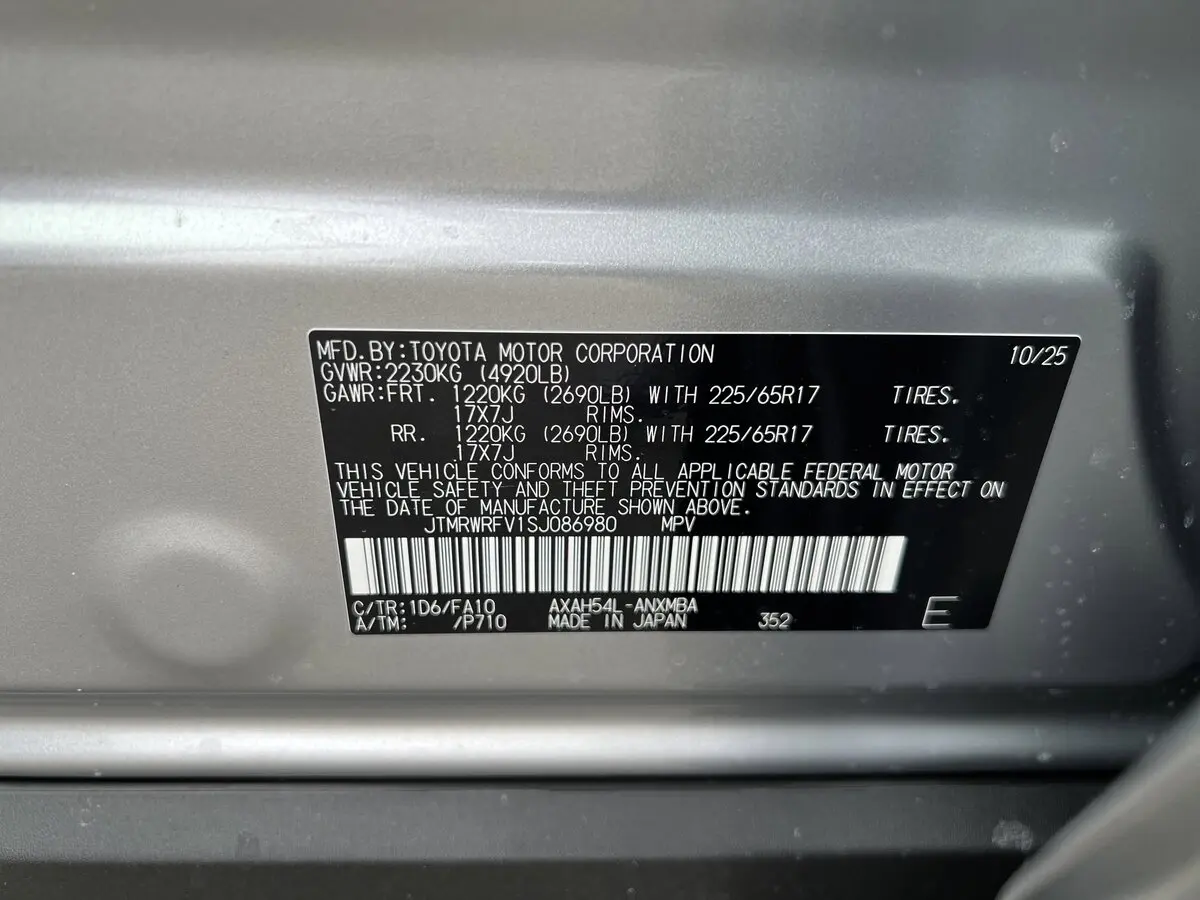 MFD.BY:TOYOTA MOTOR CORPORATION 10/25
GVWR:2230KG (4920LB)
GAWR:FRT. 1220KG (2690LB) WITH 225/65R17 TIRES.
17X7J RIMS.
RR. 1220KG (2690LB) WITH 225/65R17 TIRES.
17X7J RIMS.
THIS VEHICLE CONFORMS TO ALL APPLICABLE FEDERAL MOTOR
VEHICLE SAFETY AND THEFT PREVENTION STANDARDS IN EFFECT ON
THE DATE OF MANUFACTURE SHOWN ABOVE.
JTMRWRFV1SJ086980 MPV
C/TR:1D6/FA10 AXAH54L-ANXMBA
A/TM: /P710 MADE IN JAPAN 352 E